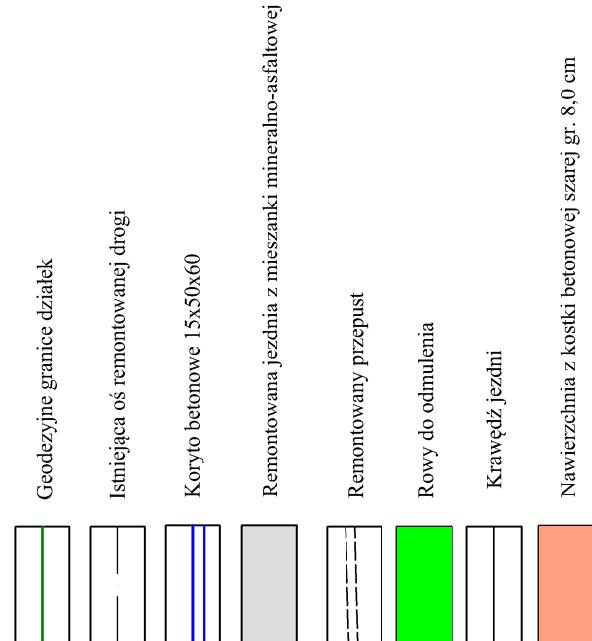 Geodezyjne granice działek
Istniejąca oś remontowanej drogi
Koryto betonowe 15x50x60
Remontowana jezdnia z mieszanki mineralno-asfaltowej
Remontowany przepust
Rowy do odmulenia
Krawędź jezdni
Nawierzchnia z kostki betonowej szarej gr. 8,0 cm